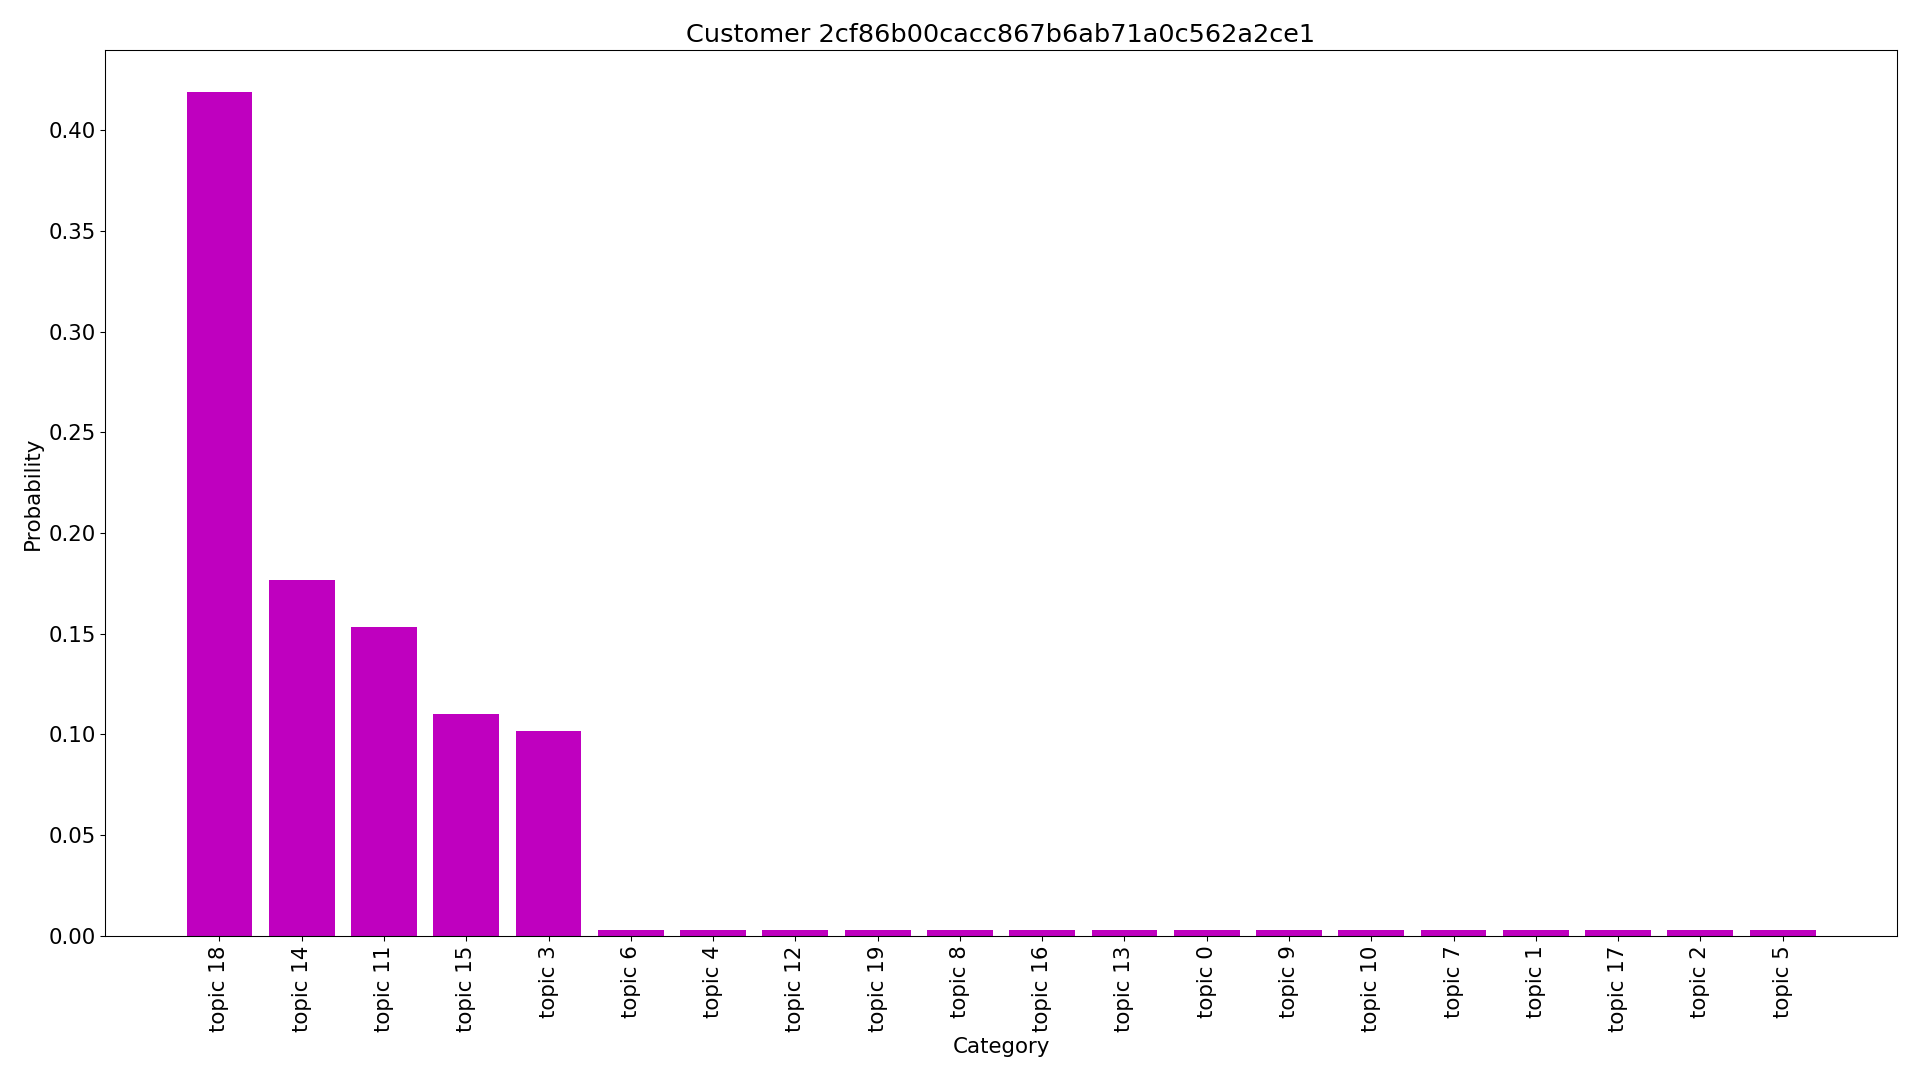 Customer 2cf86b00cacc867b6ab71a0c562a2ce1
Probability
0.40
0.35
0.30
0.25
0.20
0.15
0.10
0.05
0.00
topic 18
topic 14
topic 11
topic 15
topic 3
topic 6
topic 4
topic 12
topic 19
topic 8
topic 16
topic 13
topic 0
topic 9
topic 10
topic 7
topic 1
topic 17
topic 2
topic 5
Category